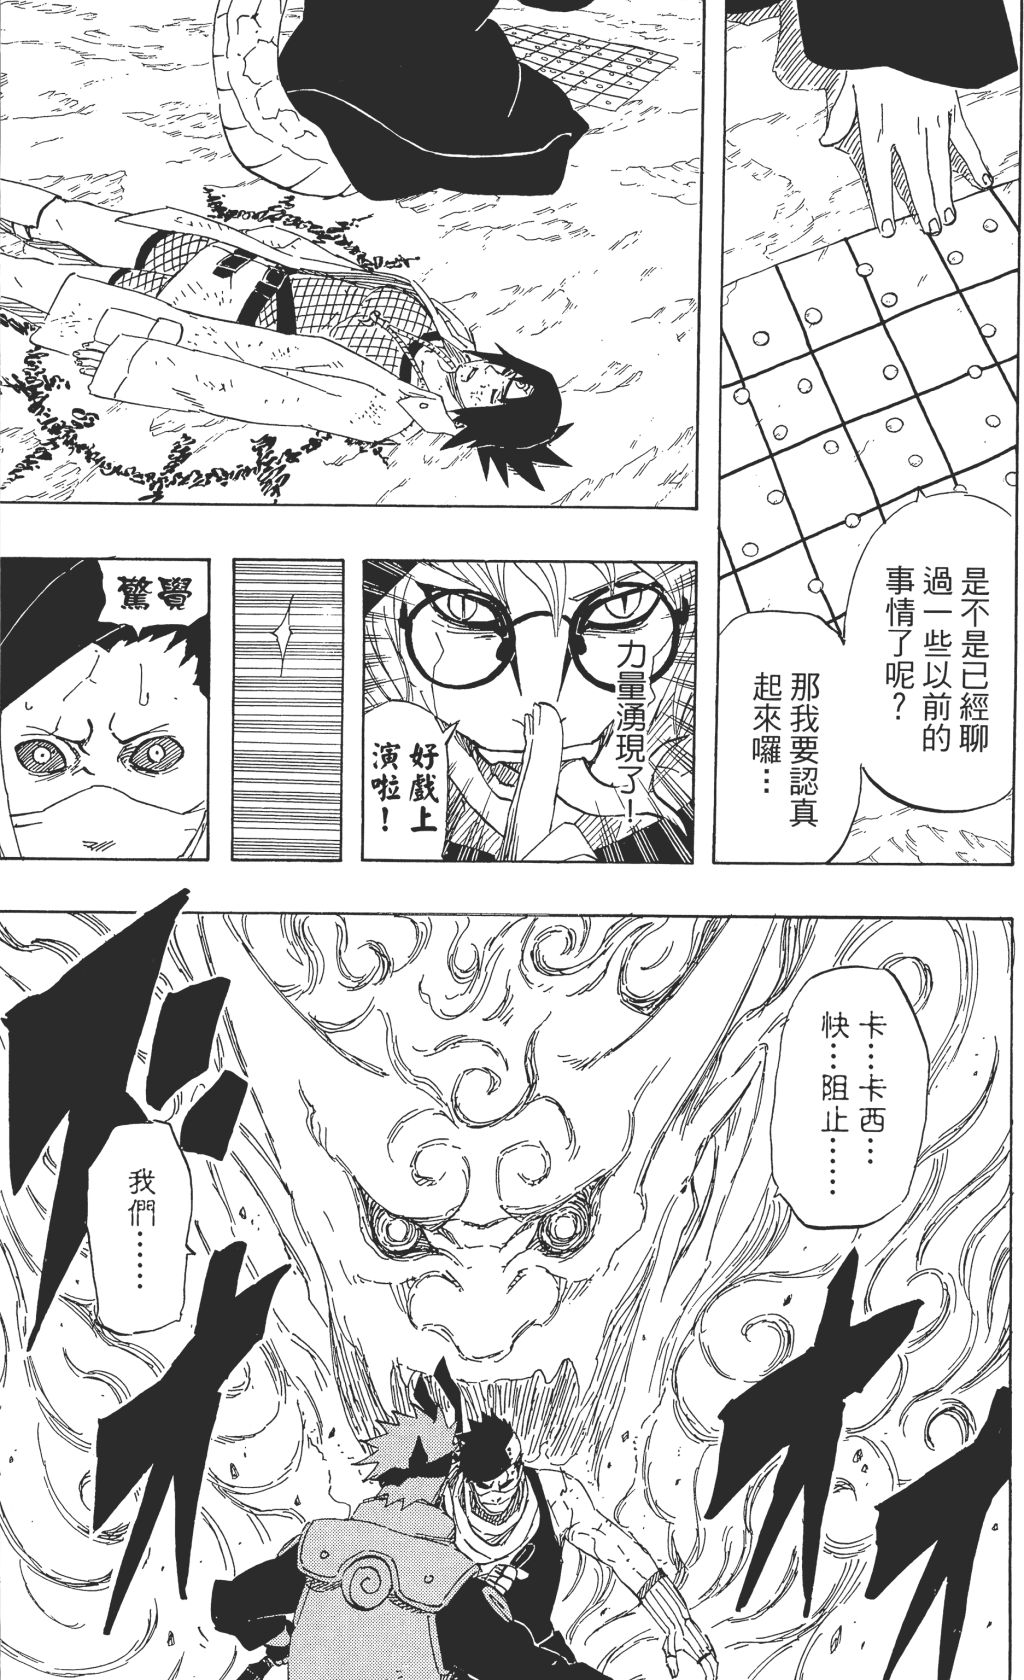 是不是已經聊
過一些以前的
事情了呢？
那我要認真
起來囉…
力量湧現了！
好戲上
演啦！
驚覺
卡…卡西…
快…阻止……
我們……